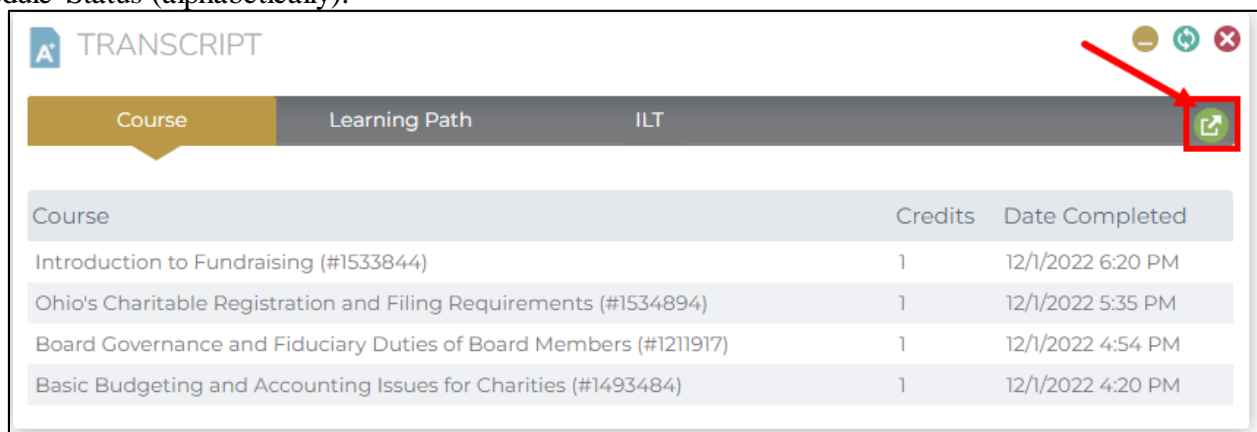 Status (alphabetically).
A+
TRANSCRIPT
Course Learning Path ILT
Course Credits Date Completed
Introduction to Fundraising (#1533844) 1 12/1/2022 6:20 PM
Ohio's Charitable Registration and Filing Requirements (#1534894) 1 12/1/2022 5:35 PM
Board Governance and Fiduciary Duties of Board Members (#1211917) 1 12/1/2022 4:54 PM
Basic Budgeting and Accounting Issues for Charities (#1493484) 1 12/1/2022 4:20 PM